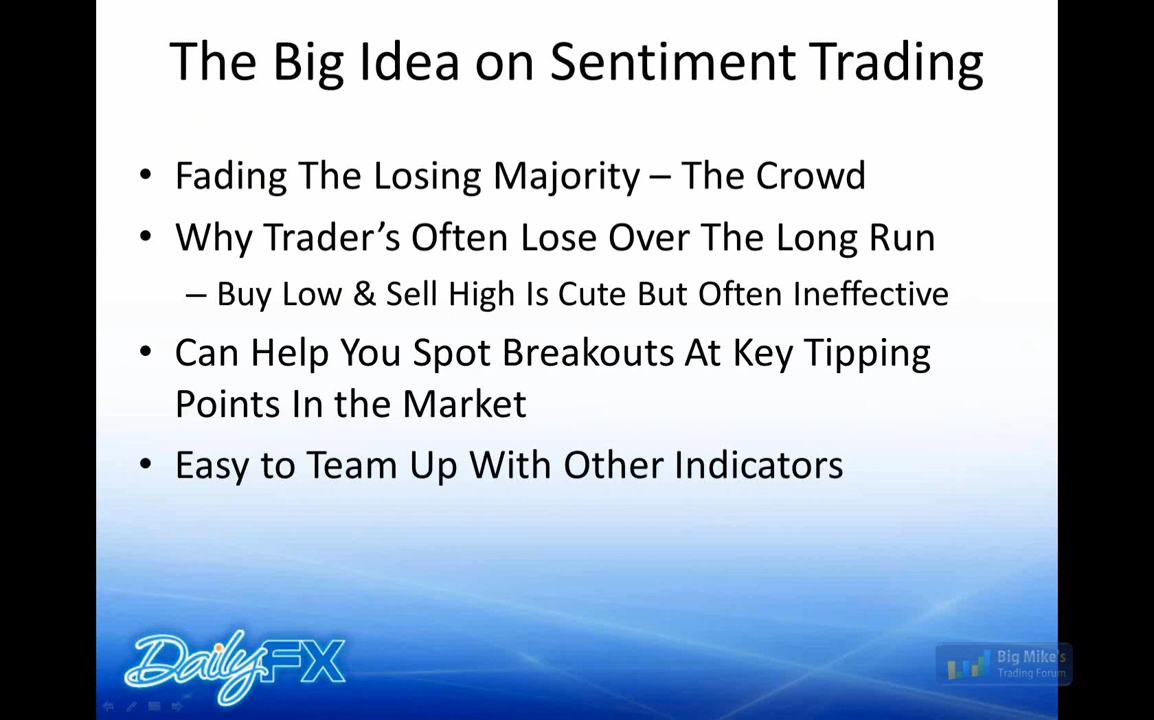 The Big Idea on Sentiment Trading
• Fading The Losing Majority – The Crowd
• Why Trader’s Often Lose Over The Long Run
– Buy Low & Sell High Is Cute But Often Ineffective
• Can Help You Spot Breakouts At Key Tipping
Points In the Market
• Easy to Team Up With Other Indicators
DailyFX
Big Mike's
Trading Forum